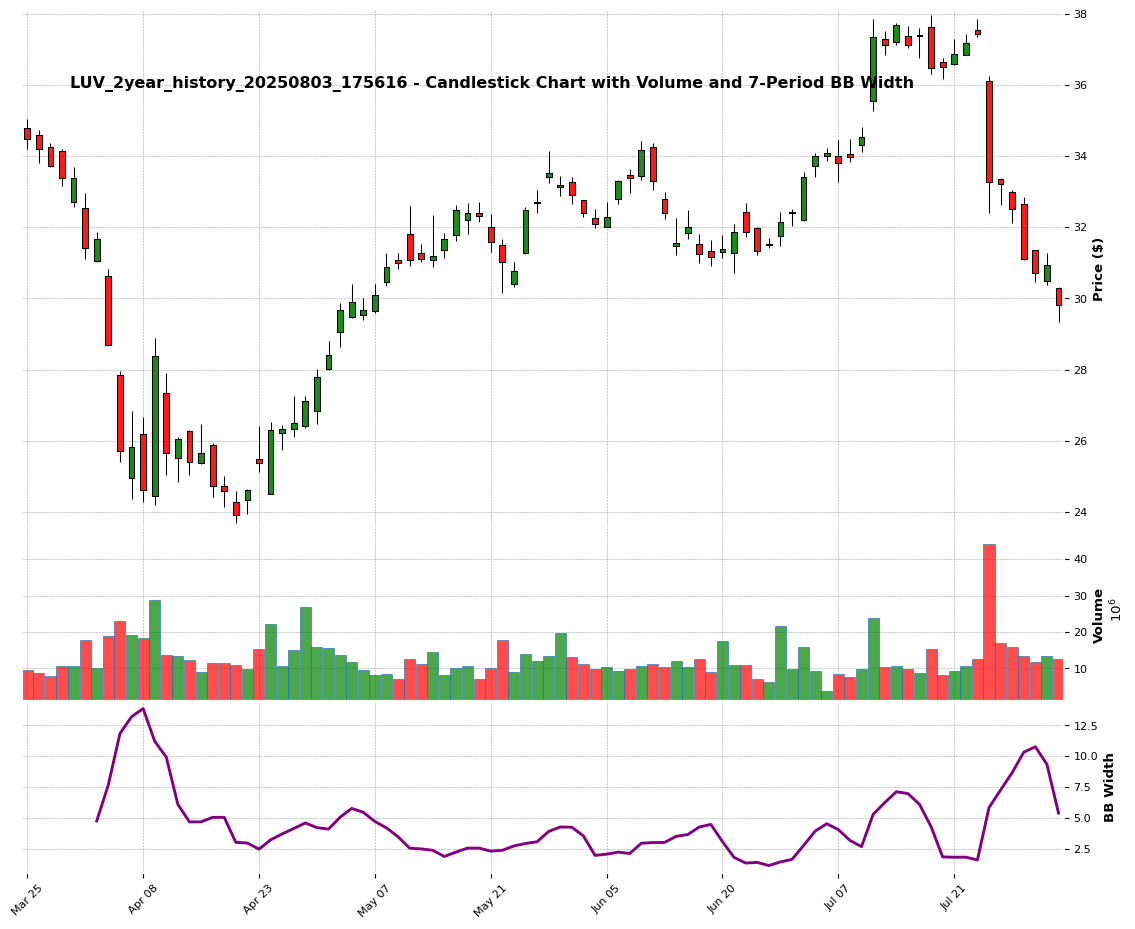 LUV_2year_history_20250803_175616 - Candlestick Chart with Volume and 7-Period BB Width
38
36
34
32
30
28
26
24
Price ($)
40
30
20
10
Volume
10^6
12.5
10.0
7.5
5.0
2.5
BB Width
Mar 25
Apr 08
Apr 23
May 07
May 21
Jun 05
Jun 20
Jul 07
Jul 21